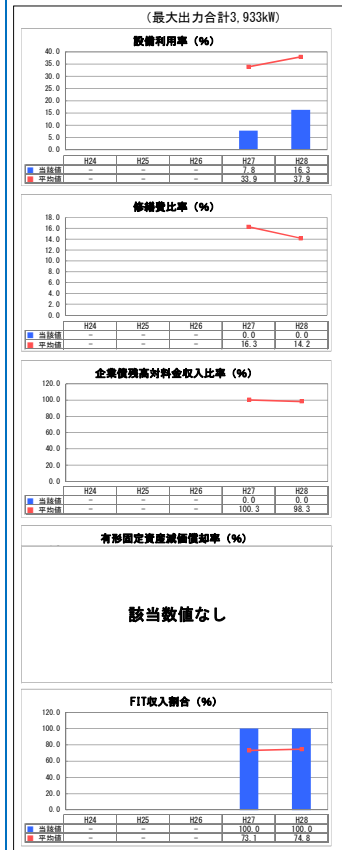 (最大出力合計3,933kW)
設備利用率（%）
40.0
35.0
30.0
25.0
20.0
15.0
10.0
5.0
0.0
H24 H25 H26 H27 H28
当該値 － － － 7.8 16.3
平均値 － － － 33.9 37.9
修繕費比率（%）
18.0
16.0
14.0
12.0
10.0
8.0
6.0
4.0
2.0
0.0
H24 H25 H26 H27 H28
当該値 － － － 0.0 0.0
平均値 － － － 16.3 14.2
企業債残高対料金収入比率（%）
120.0
100.0
80.0
60.0
40.0
20.0
0.0
H24 H25 H26 H27 H28
当該値 － － － 0.0 0.0
平均値 － － － 100.3 98.3
有形固定資産減価償却率（%）
該当数値なし
FIT収入割合（%）
120.0
100.0
80.0
60.0
40.0
20.0
0.0
H24 H25 H26 H27 H28
当該値 － － － 100.0 100.0
平均値 － － － 73.1 74.8